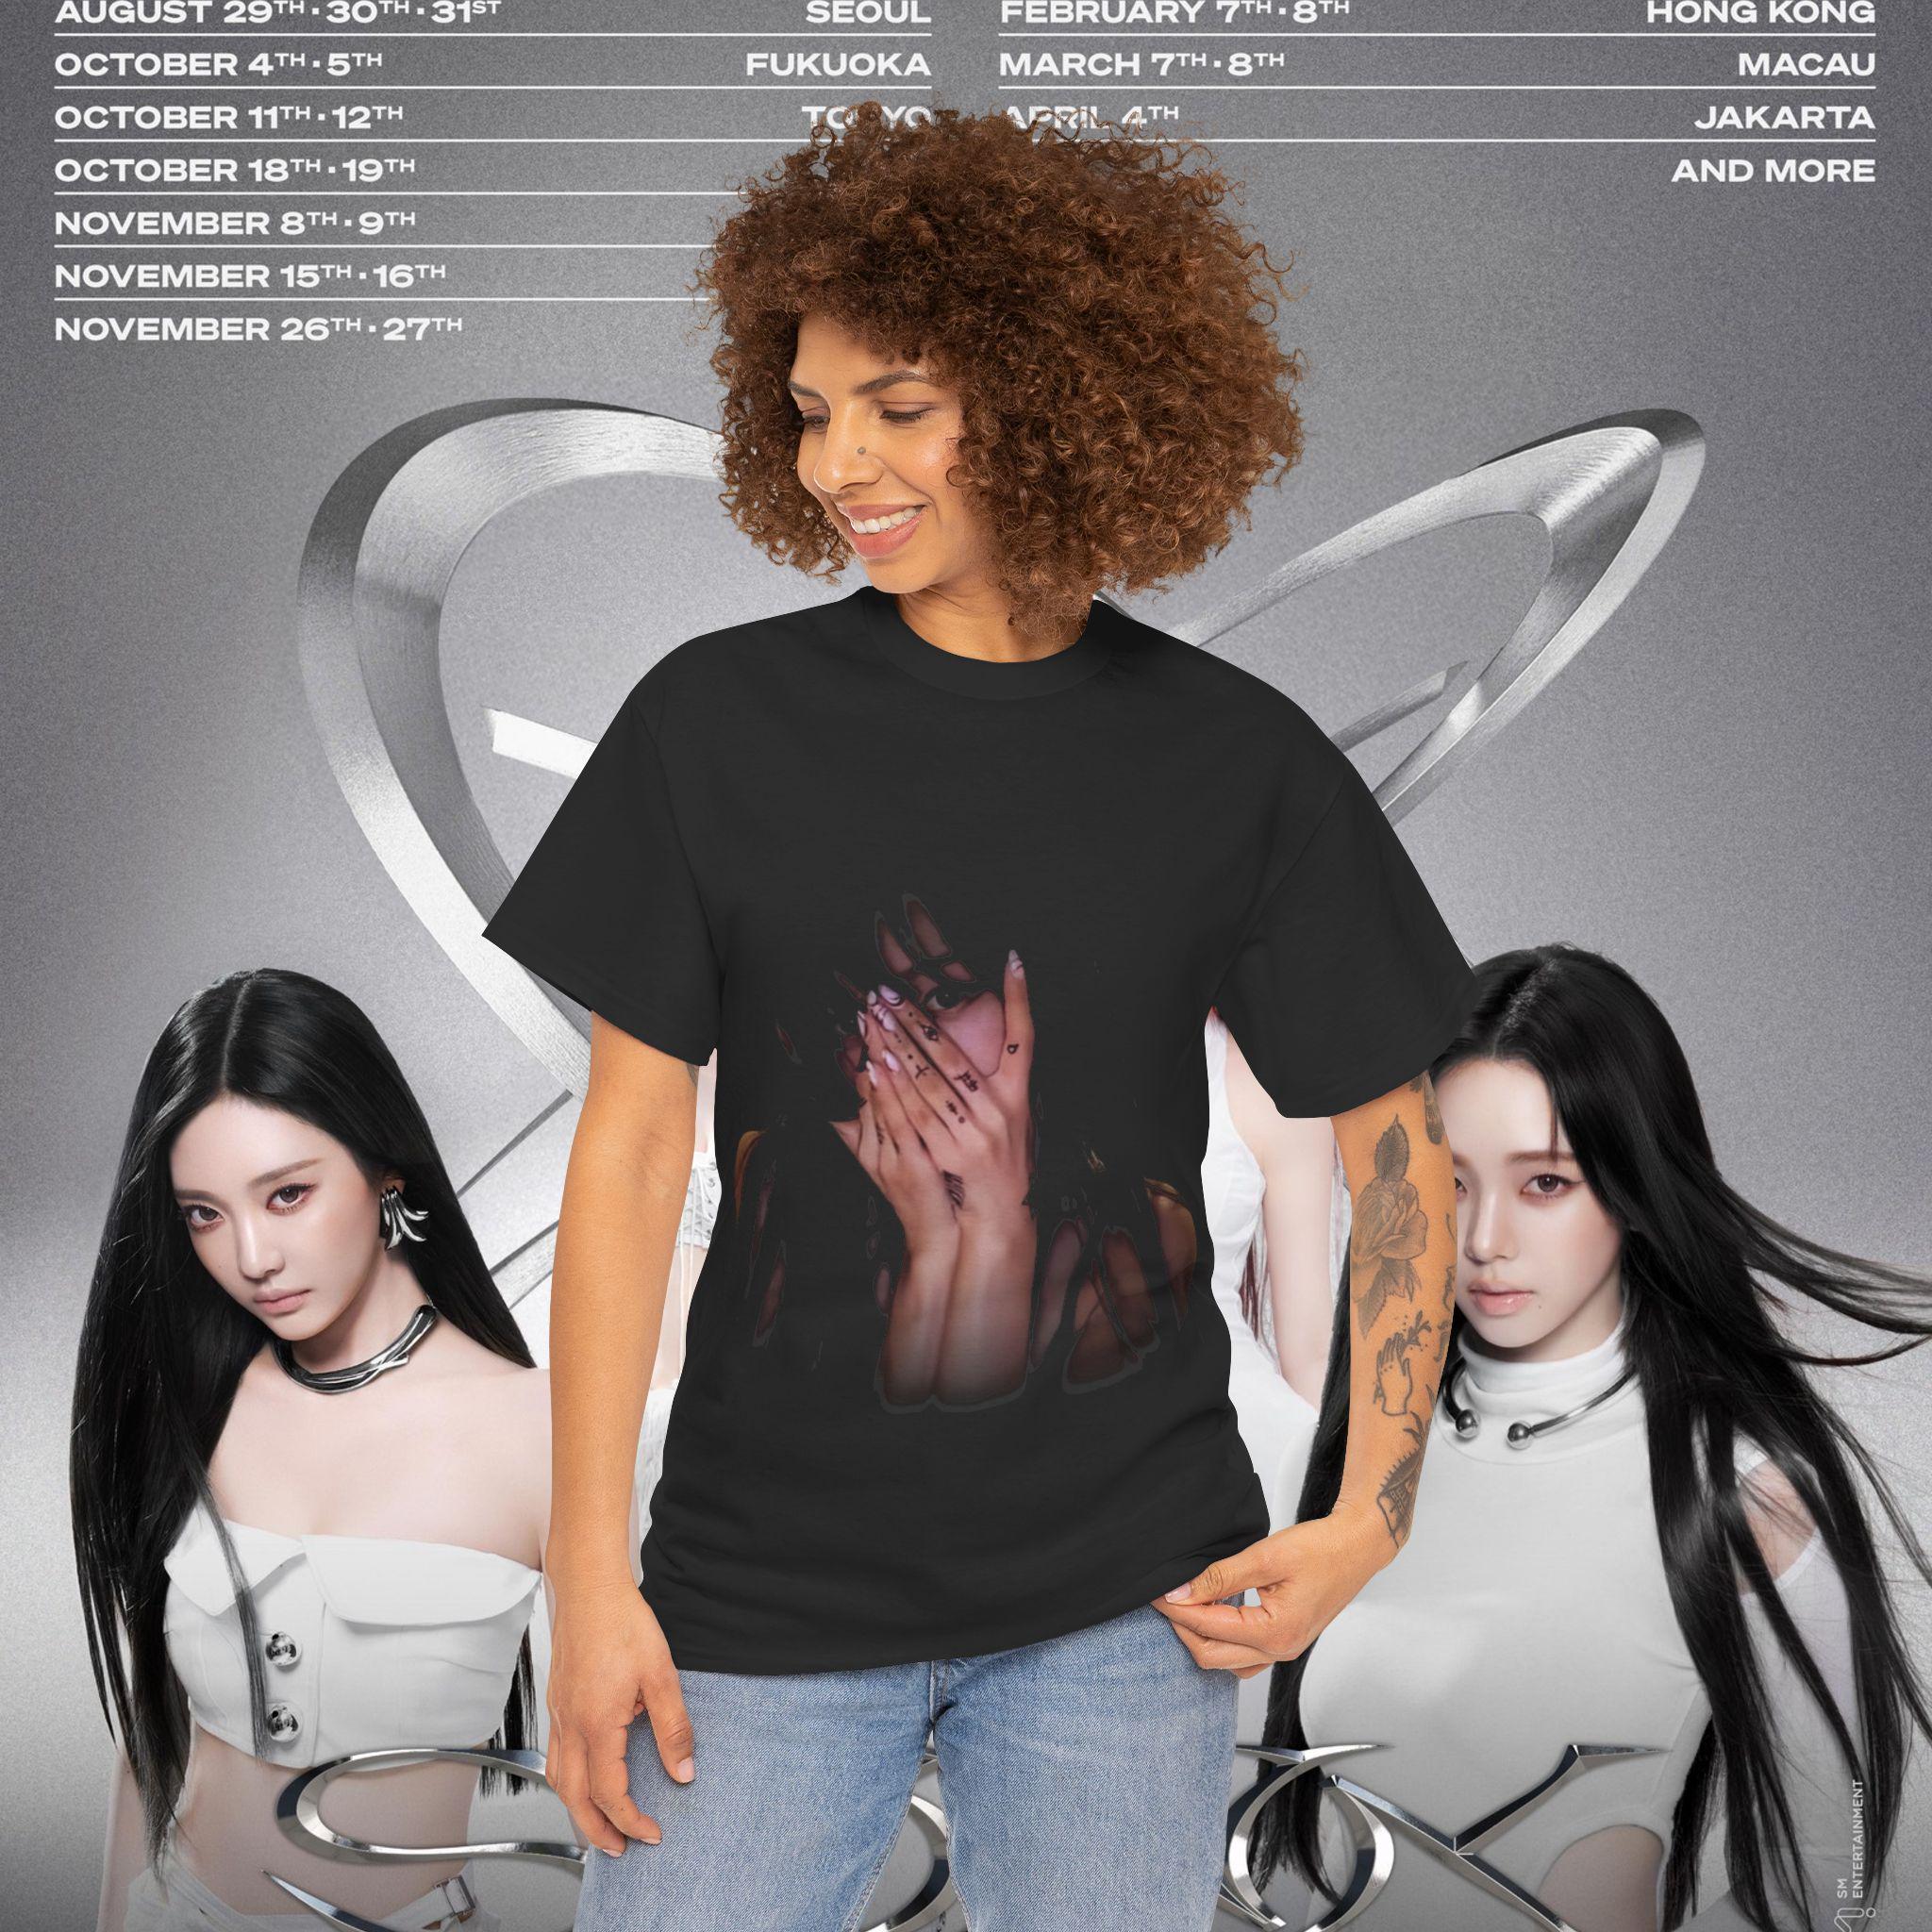 AUGUST 29TH·30TH·31ST SEOUL
OCTOBER 4TH·5TH FUKUOKA
OCTOBER 11TH·12TH
OCTOBER 18TH·19TH
NOVEMBER 8TH·9TH
NOVEMBER 15TH·16TH
NOVEMBER 26TH·27TH
FEBRUARY 7TH·8TH HONG KONG
MARCH 7TH·8TH MACAU
APRIL 4TH JAKARTA
AND MORE
SM
ENTERTAINMENT